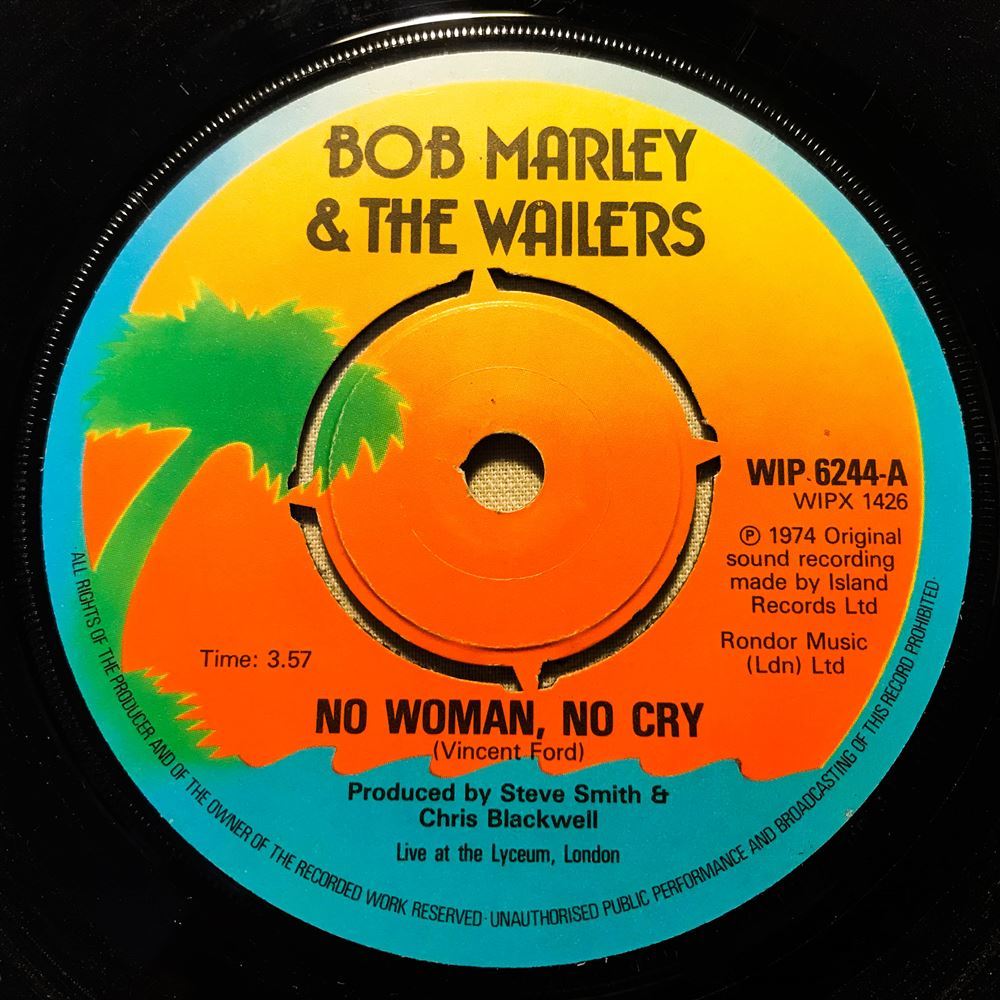 BOB MARLEY
& THE WAILERS
WIP 6244-A
WIPX 1426
℗ 1974 Original
sound recording
made by Island
Records Ltd
Rondor Music
(Ldn) Ltd
Time: 3.57
NO WOMAN, NO CRY
(Vincent Ford)
Produced by Steve Smith &
Chris Blackwell
Live at the Lyceum, London
·ALL RIGHTS OF THE PRODUCER AND OF THE OWNER OF THE RECORDED WORK RESERVED·UNAUTHORISED PUBLIC PERFORMANCE AND BROADCASTING OF THIS RECORD PROHIBITED·